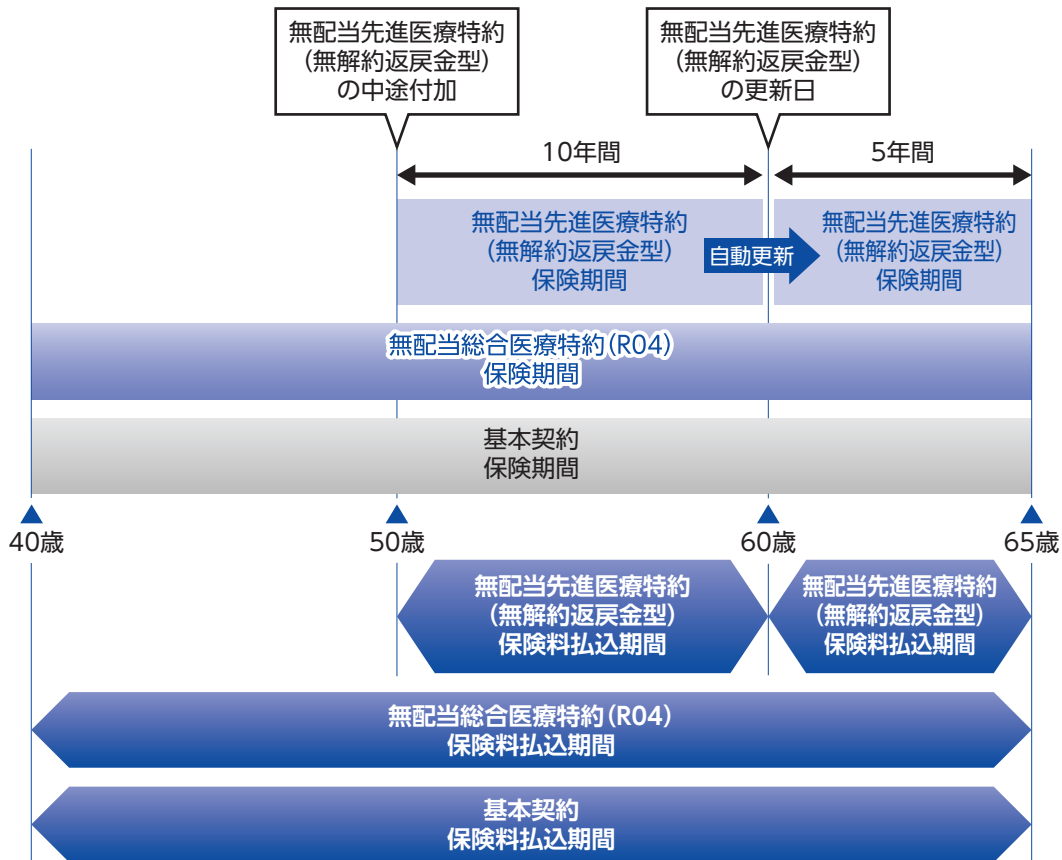 無配当先進医療特約
(無解約返戻金型)
の中途付加
無配当先進医療特約
(無解約返戻金型)
の更新日
10年間
5年間
無配当先進医療特約
(無解約返戻金型)
保険期間
自動更新
無配当先進医療特約
(無解約返戻金型)
保険期間
無配当総合医療特約(R04)
保険期間
基本契約
保険期間
40歳
50歳
60歳
65歳
無配当先進医療特約
(無解約返戻金型)
保険料払込期間
無配当先進医療特約
(無解約返戻金型)
保険料払込期間
無配当総合医療特約(R04)
保険料払込期間
基本契約
保険料払込期間